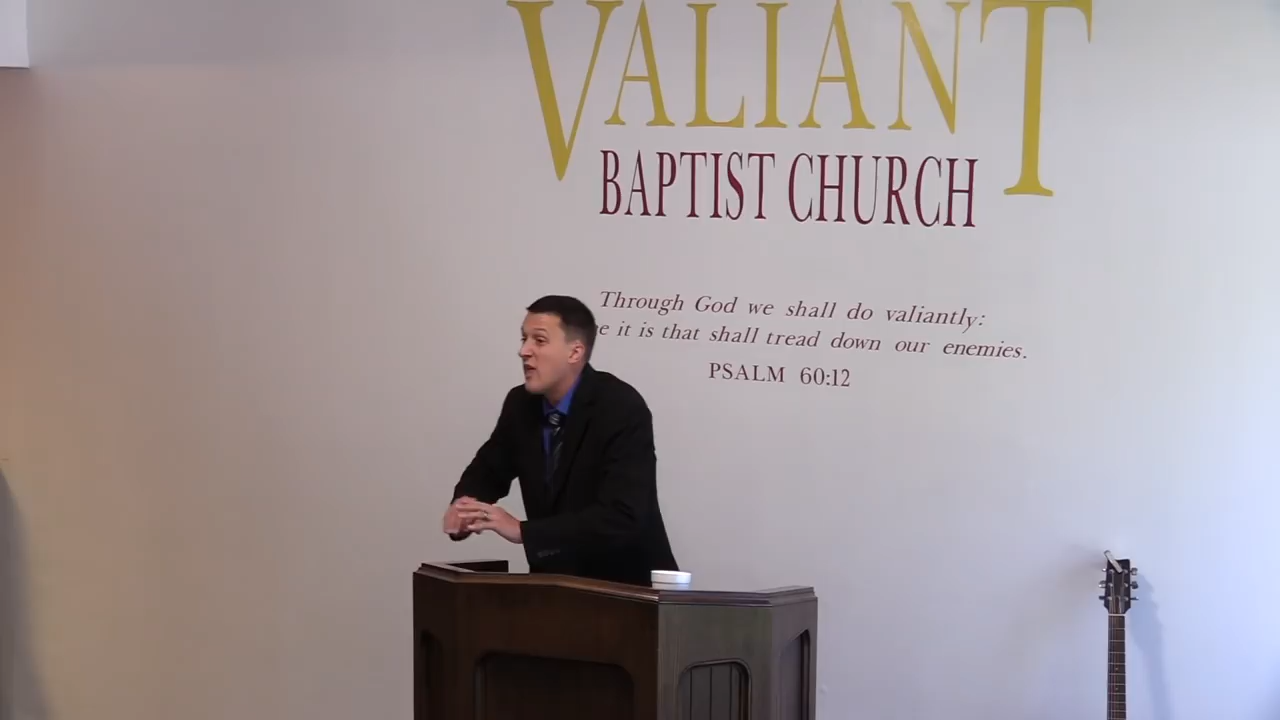 VALIANT
BAPTIST CHURCH
Through God we shall do valiantly:
it is that shall tread down our enemies.
PSALM 60:12